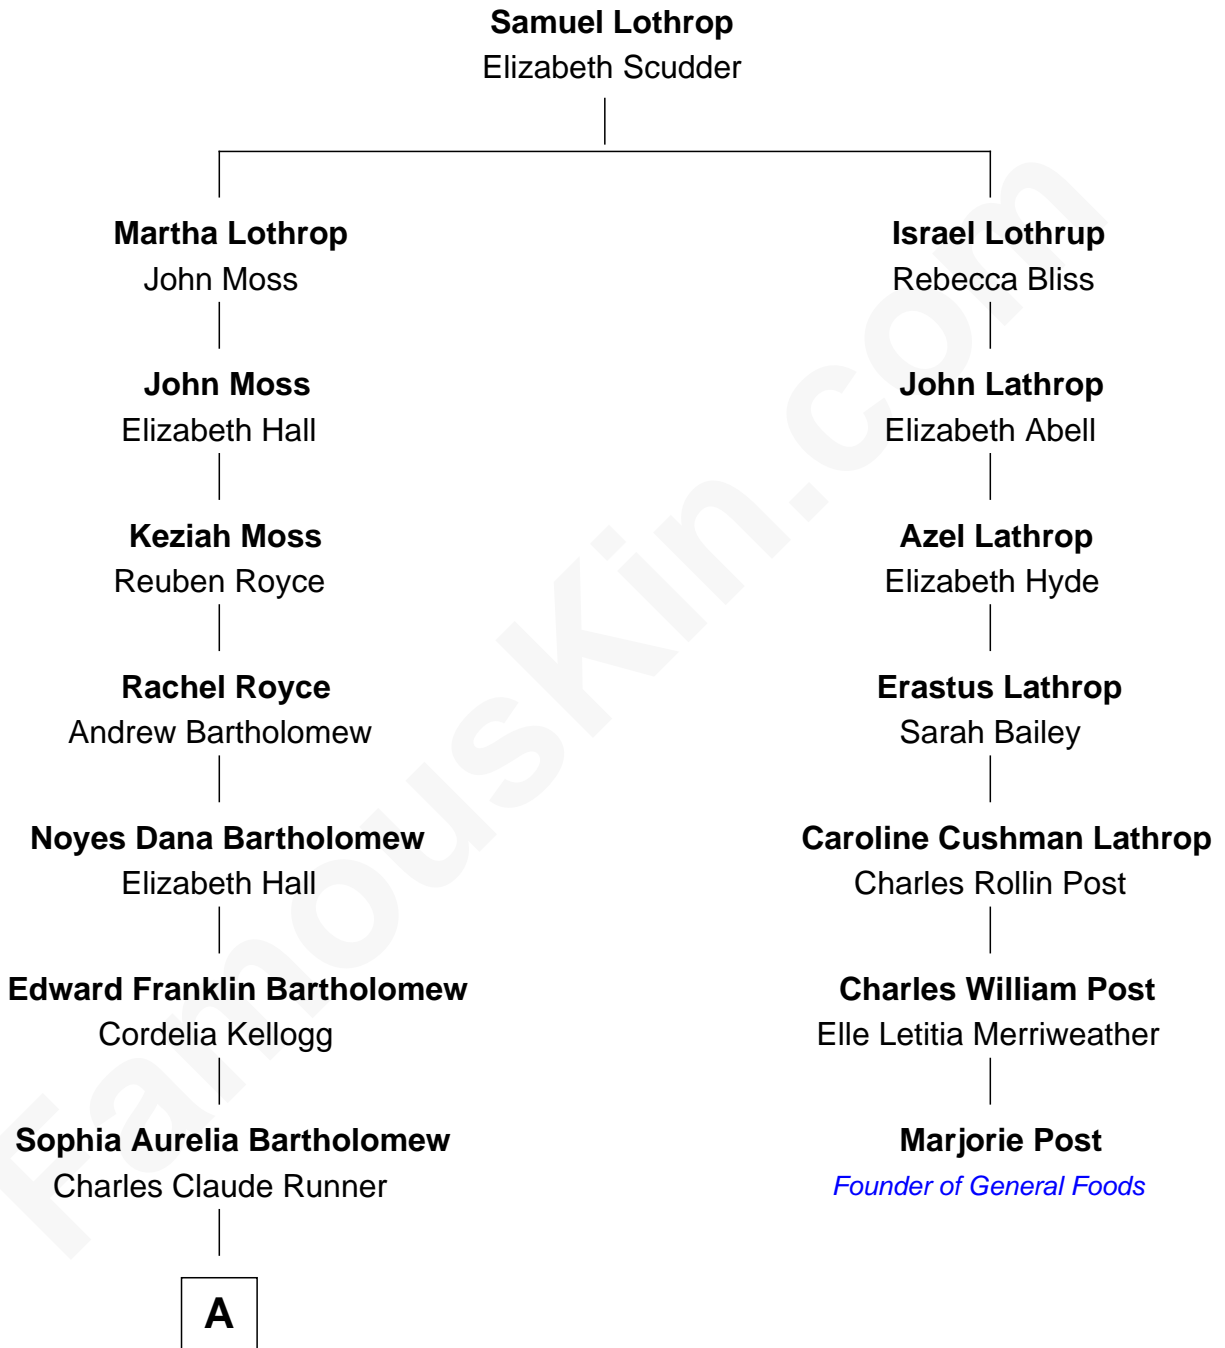 Samuel Lothrop
Elizabeth Scudder
Martha Lothrop
John Moss
Israel Lothrup
Rebecca Bliss
John Moss
Elizabeth Hall
John Lathrop
Elizabeth Abell
Keziah Moss
Reuben Royce
Azel Lathrop
Elizabeth Hyde
Rachel Royce
Andrew Bartholomew
Erastus Lathrop
Sarah Bailey
Noyes Dana Bartholomew
Elizabeth Hall
Caroline Cushman Lathrop
Charles Rollin Post
Edward Franklin Bartholomew
Cordelia Kellogg
Charles William Post
Elle Letitia Merriweather
Sophia Aurelia Bartholomew
Charles Claude Runner
Marjorie Post
Founder of General Foods
A
FamousKin.com